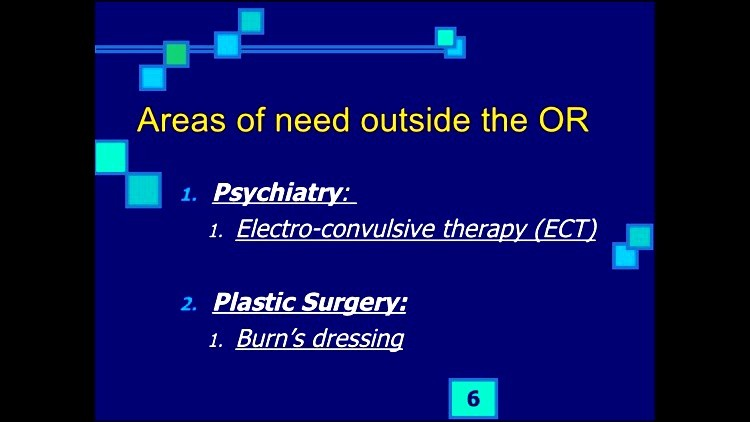 Areas of need outside the OR
1. Psychiatry:
1. Electro-convulsive therapy (ECT)
2. Plastic Surgery:
1. Burn’s dressing
6